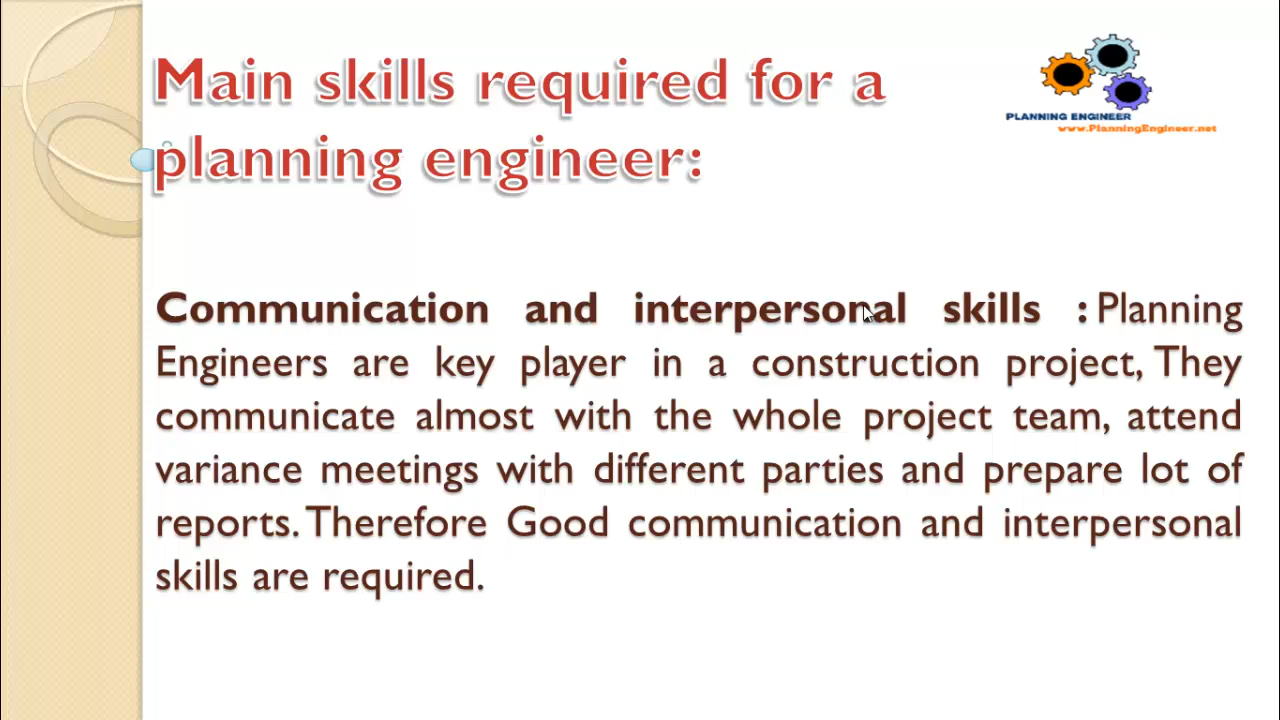 Main skills required for a
planning engineer:
PLANNING ENGINEER
www.PlanningEngineer.net
Communication and interpersonal skills : Planning
Engineers are key player in a construction project, They
communicate almost with the whole project team, attend
variance meetings with different parties and prepare lot of
reports. Therefore Good communication and interpersonal
skills are required.